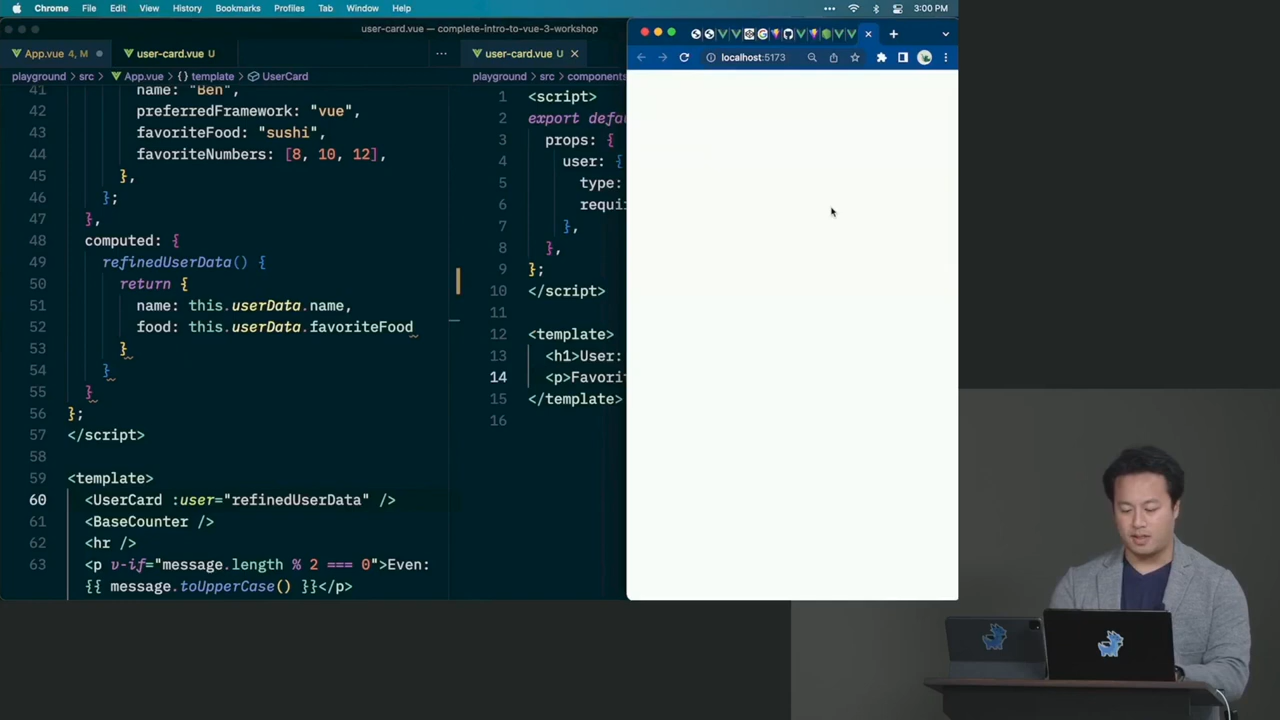 Chrome File Edit View History Bookmarks Profiles Tab Window Help 3:00 PM
user-card.vue — complete-intro-to-vue-3-workshop
App.vue 4, M user-card.vue U
playground > src > App.vue > {} template > UserCard
41 name: "Ben",
42 preferredFramework: "vue",
43 favoriteFood: "sushi",
44 favoriteNumbers: [8, 10, 12],
45 },
46 };
47 },
48 computed: {
49 refinedUserData() {
50 return {
51 name: this.userData.name,
52 food: this.userData.favoriteFood
53 }
54 }
55 }
56 };
57 </script>
58
59 <template>
60 <UserCard :user="refinedUserData" />
61 <BaseCounter />
62 <hr />
63 <p v-if="message.length % 2 === 0">Even:
{{ message.toUpperCase() }}</p>
user-card.vue U
playground > src > components
1 <script>
2 export defa
3 props: {
4 user: {
5 type:
6 requi
7 },
8 },
9 };
10 </script>
11
12 <template>
13 <h1>User:
14 <p>Favorit
15 </template>
16
localhost:5173